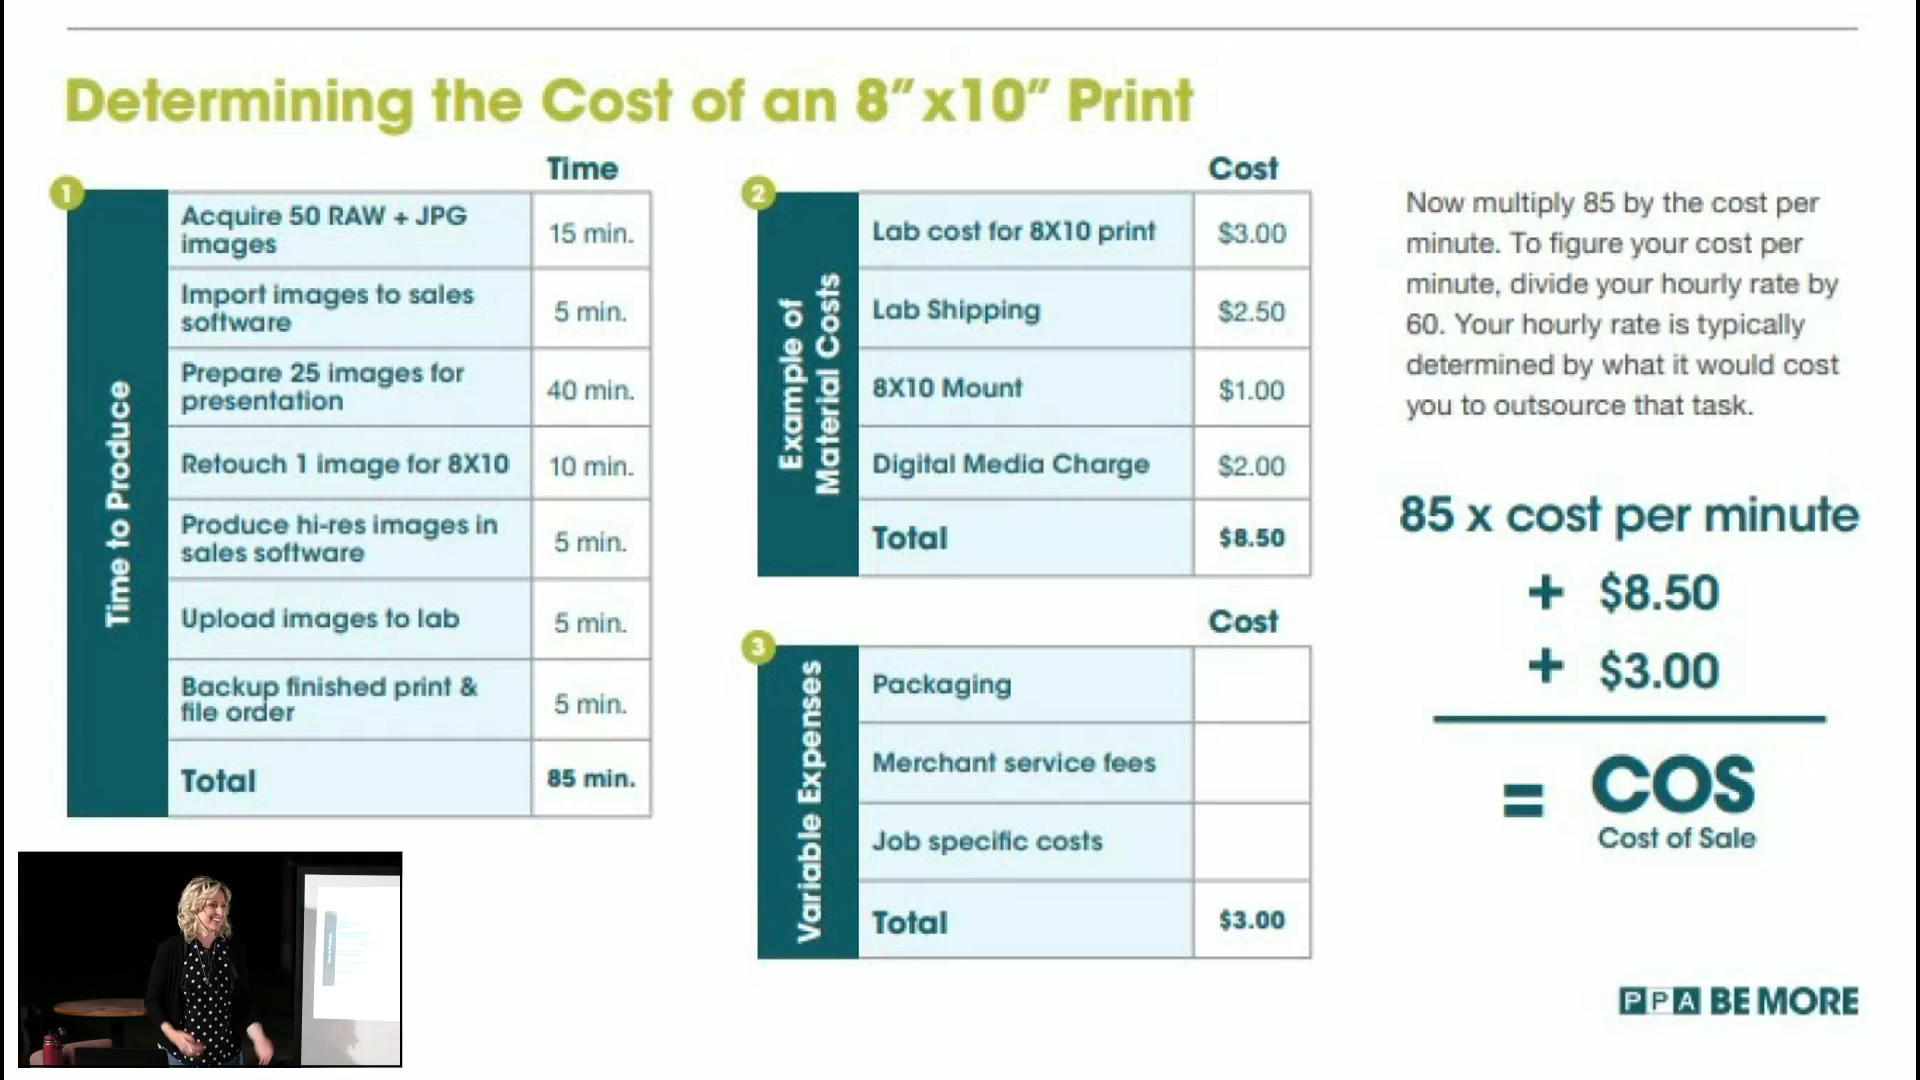 Determining the Cost of an 8”x10” Print
1
Time to Produce
Time
Acquire 50 RAW + JPG
images
15 min.
Import images to sales
software
5 min.
Prepare 25 images for
presentation
40 min.
Retouch 1 image for 8X10
10 min.
Produce hi-res images in
sales software
5 min.
Upload images to lab
5 min.
Backup finished print &
file order
5 min.
Total
85 min.
2
Example of
Material Costs
Cost
Lab cost for 8X10 print
$3.00
Lab Shipping
$2.50
8X10 Mount
$1.00
Digital Media Charge
$2.00
Total
$8.50
3
Variable Expenses
Cost
Packaging
Merchant service fees
Job specific costs
Total
$3.00
Now multiply 85 by the cost per
minute. To figure your cost per
minute, divide your hourly rate by
60. Your hourly rate is typically
determined by what it would cost
you to outsource that task.
85 x cost per minute
+ $8.50
+ $3.00
= COS
Cost of Sale
PPA BE MORE